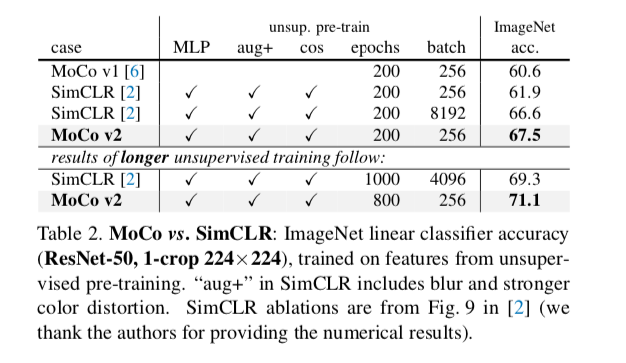 unsup. pre-train ImageNet
case MLP aug+ cos epochs batch acc.
MoCo v1 [6] 200 256 60.6
SimCLR [2] ✓ ✓ ✓ 200 256 61.9
SimCLR [2] ✓ ✓ ✓ 200 8192 66.6
MoCo v2 ✓ ✓ ✓ 200 256 67.5
results of longer unsupervised training follow:
SimCLR [2] ✓ ✓ ✓ 1000 4096 69.3
MoCo v2 ✓ ✓ ✓ 800 256 71.1
Table 2. MoCo vs. SimCLR: ImageNet linear classifier accuracy
(ResNet-50, 1-crop 224×224), trained on features from unsuper-
vised pre-training. “aug+” in SimCLR includes blur and stronger
color distortion. SimCLR ablations are from Fig. 9 in [2] (we
thank the authors for providing the numerical results).